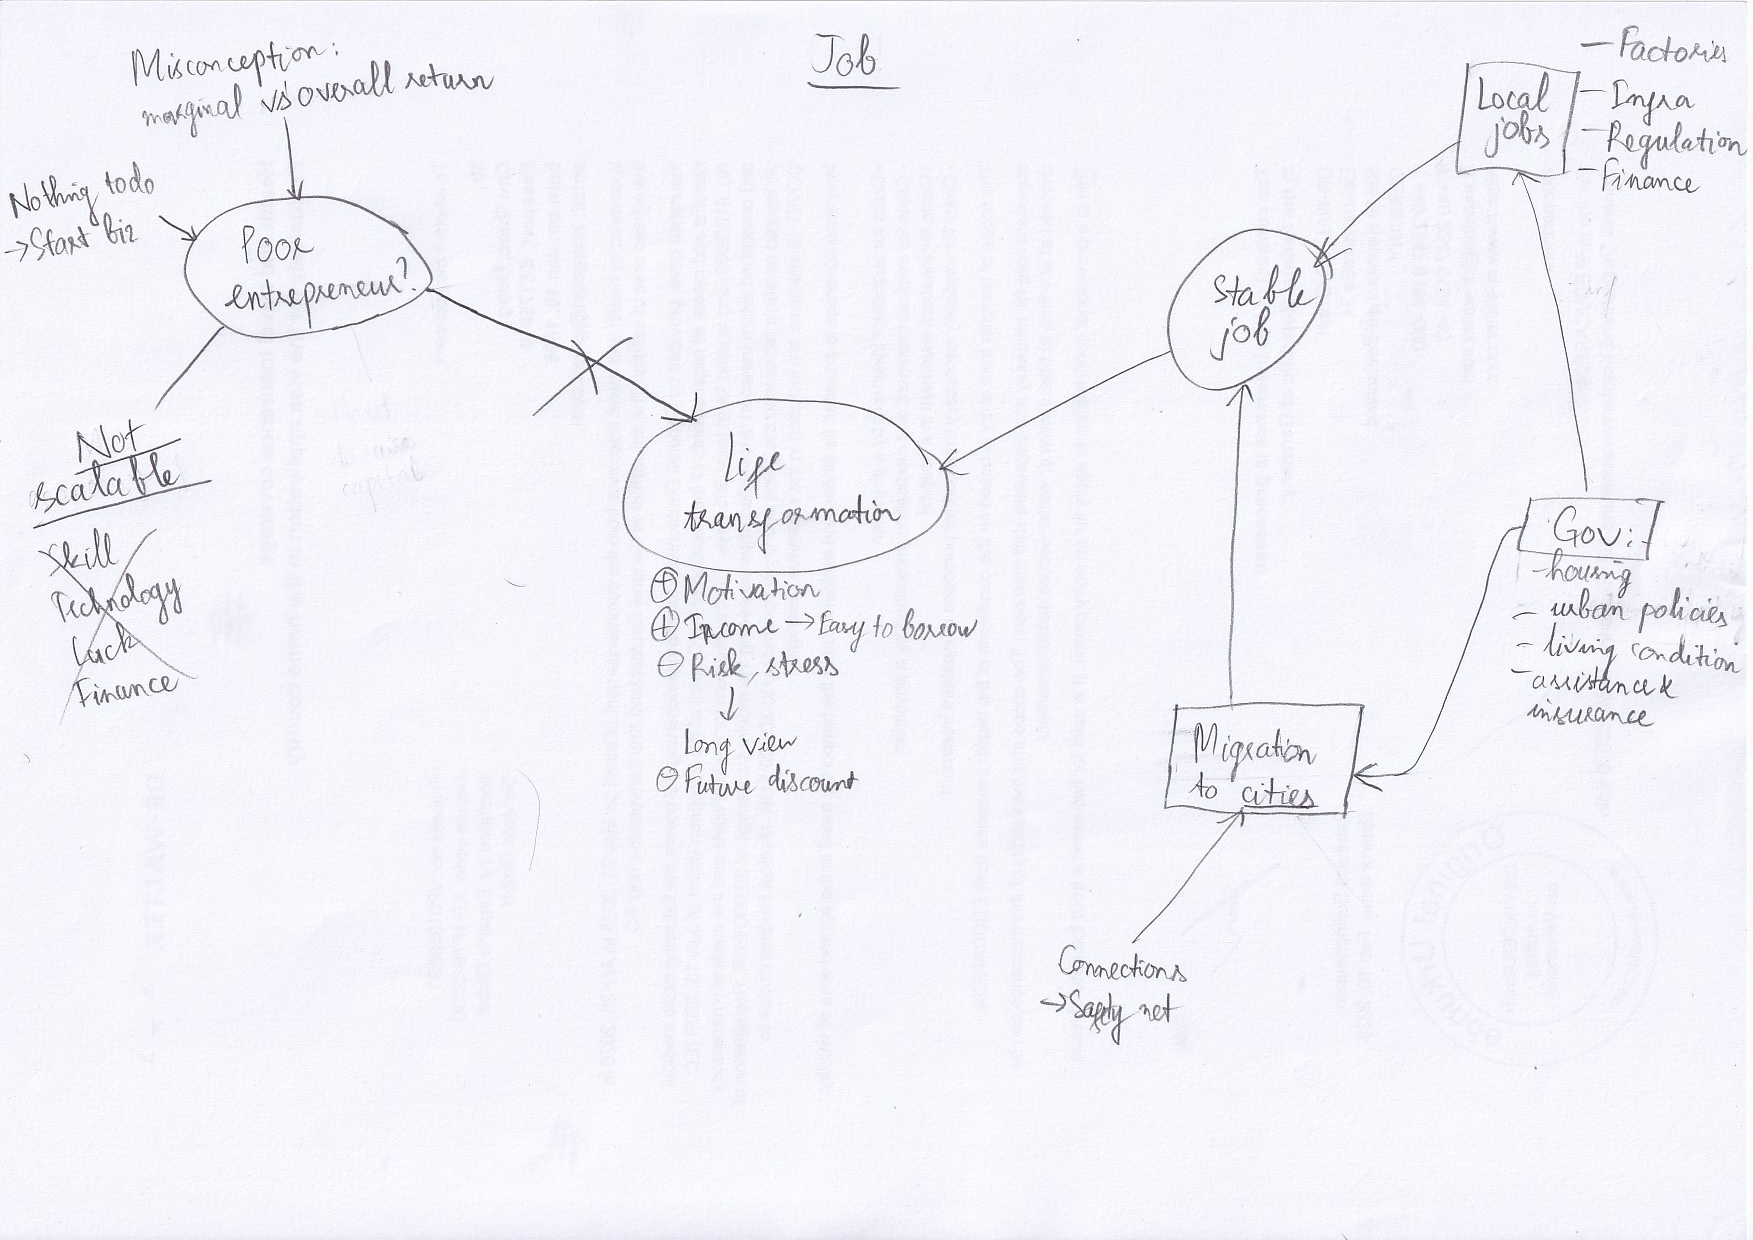 Job
Misconception:
marginal vs overall return
Nothing to do
→ Start biz
Poor
entrepreneur?
Not
scalable
Skill
Technology
Luck
Finance
Life
transformation
⊕ Motivation
⊕ Income → Easy to borrow
⊖ Risk, stress
↓
Long view
⊖ Future discount
Stable
job
Local
jobs
— Factories
— Infra
— Regulation
— Finance
Gov:
- housing
- urban policies
- living condition
- assistance &
insurance
Migration
to cities
Connections
→ Safety net